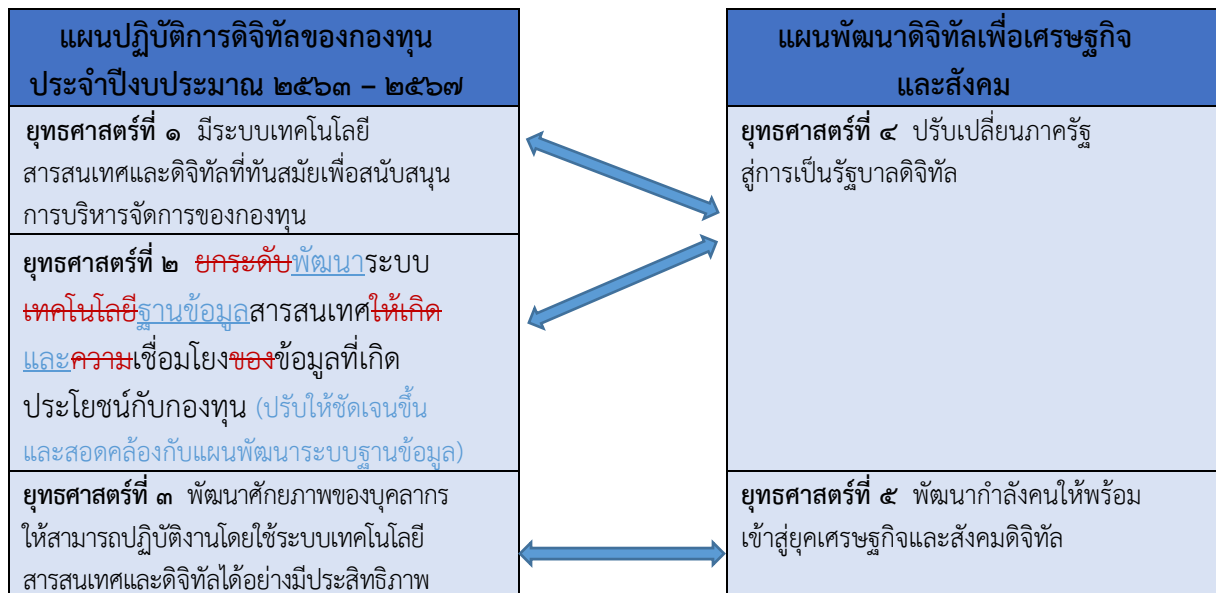 แผนปฏิบัติการดิจิทัลของกองทุน
ประจำปีงบประมาณ ๒๕๖๓ – ๒๕๖๗
ยุทธศาสตร์ที่ ๑ มีระบบเทคโนโลยี
สารสนเทศและดิจิทัลที่ทันสมัยเพื่อสนับสนุน
การบริหารจัดการของกองทุน
ยุทธศาสตร์ที่ ๒ ยกระดับพัฒนาระบบ
เทคโนโลยีฐานข้อมูลสารสนเทศให้เกิด
และความเชื่อมโยงของข้อมูลที่เกิด
ประโยชน์กับกองทุน (ปรับให้ชัดเจนขึ้น
และสอดคล้องกับแผนพัฒนาระบบฐานข้อมูล)
ยุทธศาสตร์ที่ ๓ พัฒนาศักยภาพของบุคลากร
ให้สามารถปฏิบัติงานโดยใช้ระบบเทคโนโลยี
สารสนเทศและดิจิทัลได้อย่างมีประสิทธิภาพ
แผนพัฒนาดิจิทัลเพื่อเศรษฐกิจ
และสังคม
ยุทธศาสตร์ที่ ๔ ปรับเปลี่ยนภาครัฐ
สู่การเป็นรัฐบาลดิจิทัล
ยุทธศาสตร์ที่ ๕ พัฒนากำลังคนให้พร้อม
เข้าสู่ยุคเศรษฐกิจและสังคมดิจิทัล